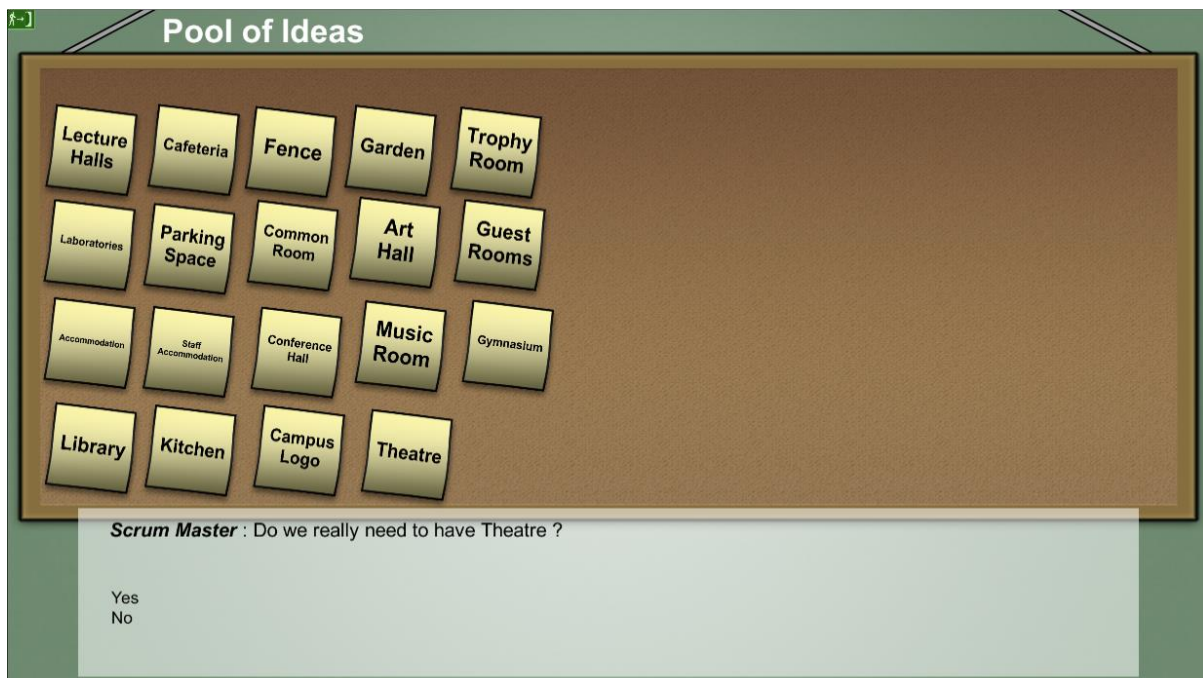 Pool of Ideas
Lecture
Halls
Cafeteria
Fence
Garden
Trophy
Room
Laboratories
Parking
Space
Common
Room
Art
Hall
Guest
Rooms
Accommodation
Staff
Accommodation
Conference
Hall
Music
Room
Gymnasium
Library
Kitchen
Campus
Logo
Theatre
Scrum Master : Do we really need to have Theatre ?
Yes
No